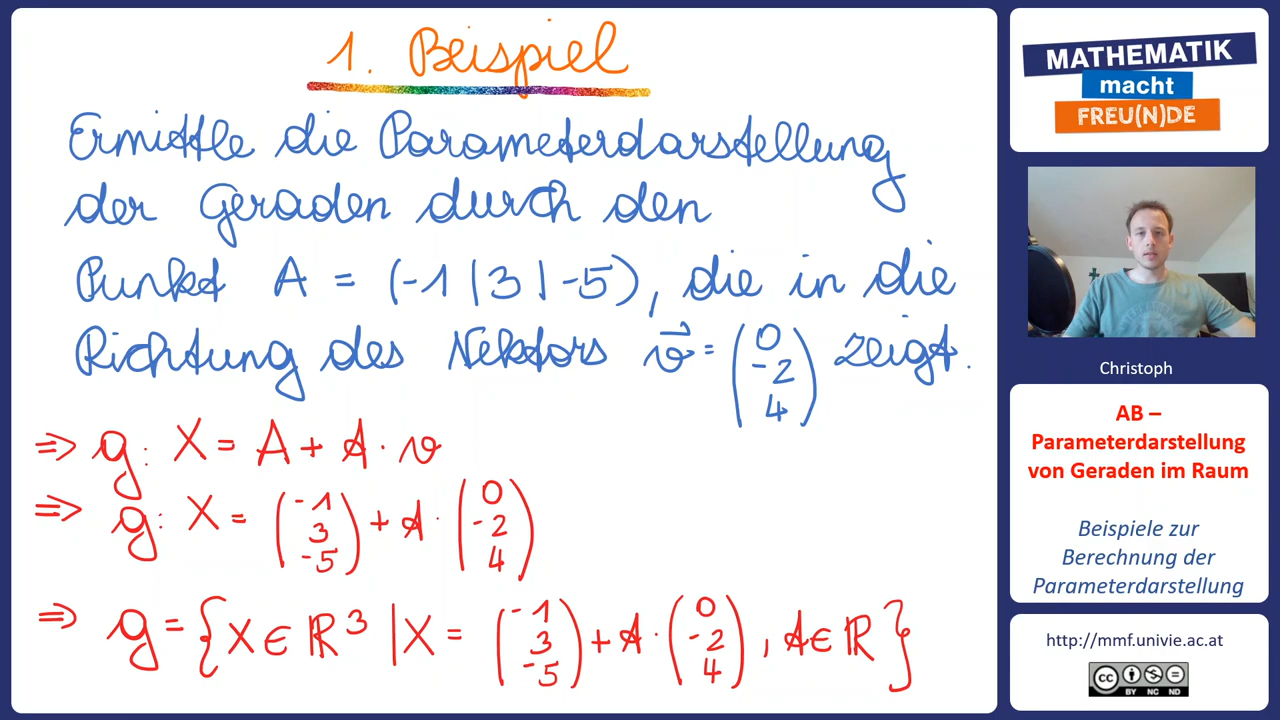 1. Beispiel
Ermittle die Parameterdarstellung
der Geraden durch den
Punkt A = (-1 | 3 | -5), die in die
Richtung des Vektors v⃗ = (0 -2 4) zeigt.
⇒ g: X = A + t · v
⇒ g: X = (-1 3 -5) + t · (0 -2 4)
⇒ g = {X ∈ ℝ³ | X = (-1 3 -5) + t · (0 -2 4), t ∈ ℝ}
MATHEMATIK
macht
FREU(N)DE
Christoph
AB –
Parameterdarstellung
von Geraden im Raum
Beispiele zur
Berechnung der
Parameterdarstellung
http://mmf.univie.ac.at
cc
BY NC ND